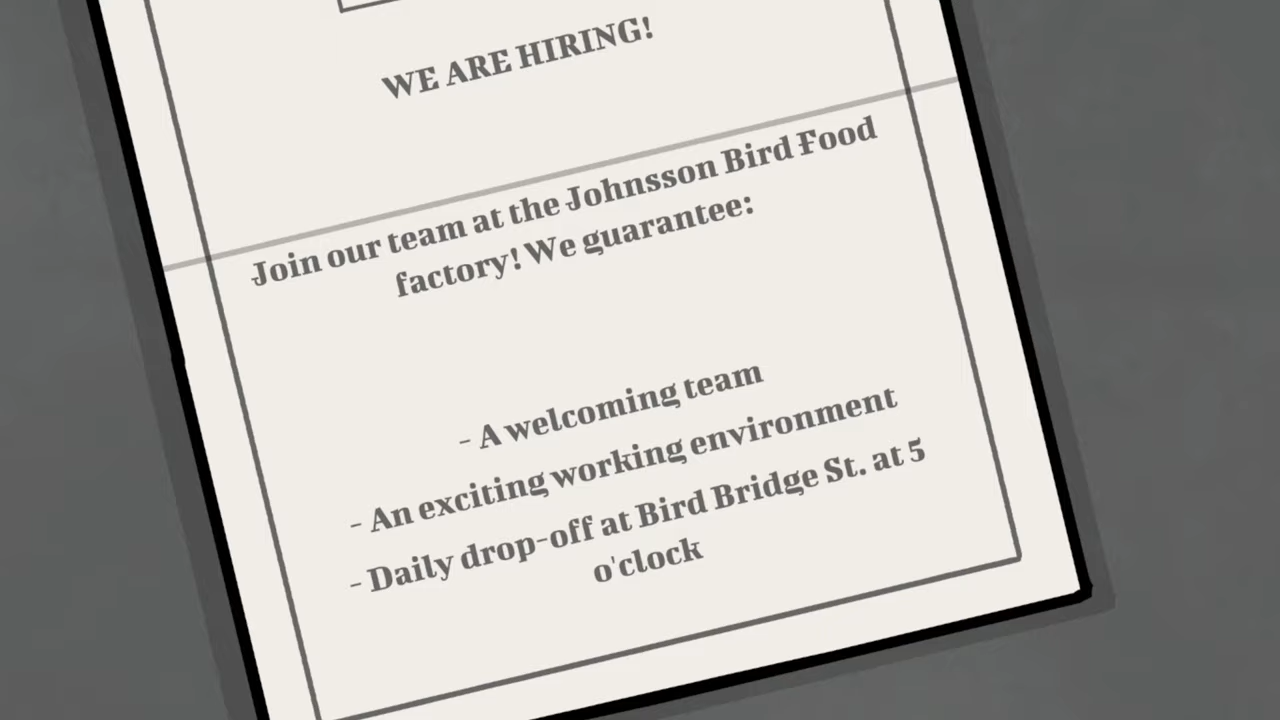 WE ARE HIRING!
Join our team at the Johnsson Bird Food
factory! We guarantee:
- A welcoming team
- An exciting working environment
- Daily drop-off at Bird Bridge St. at 5
o'clock